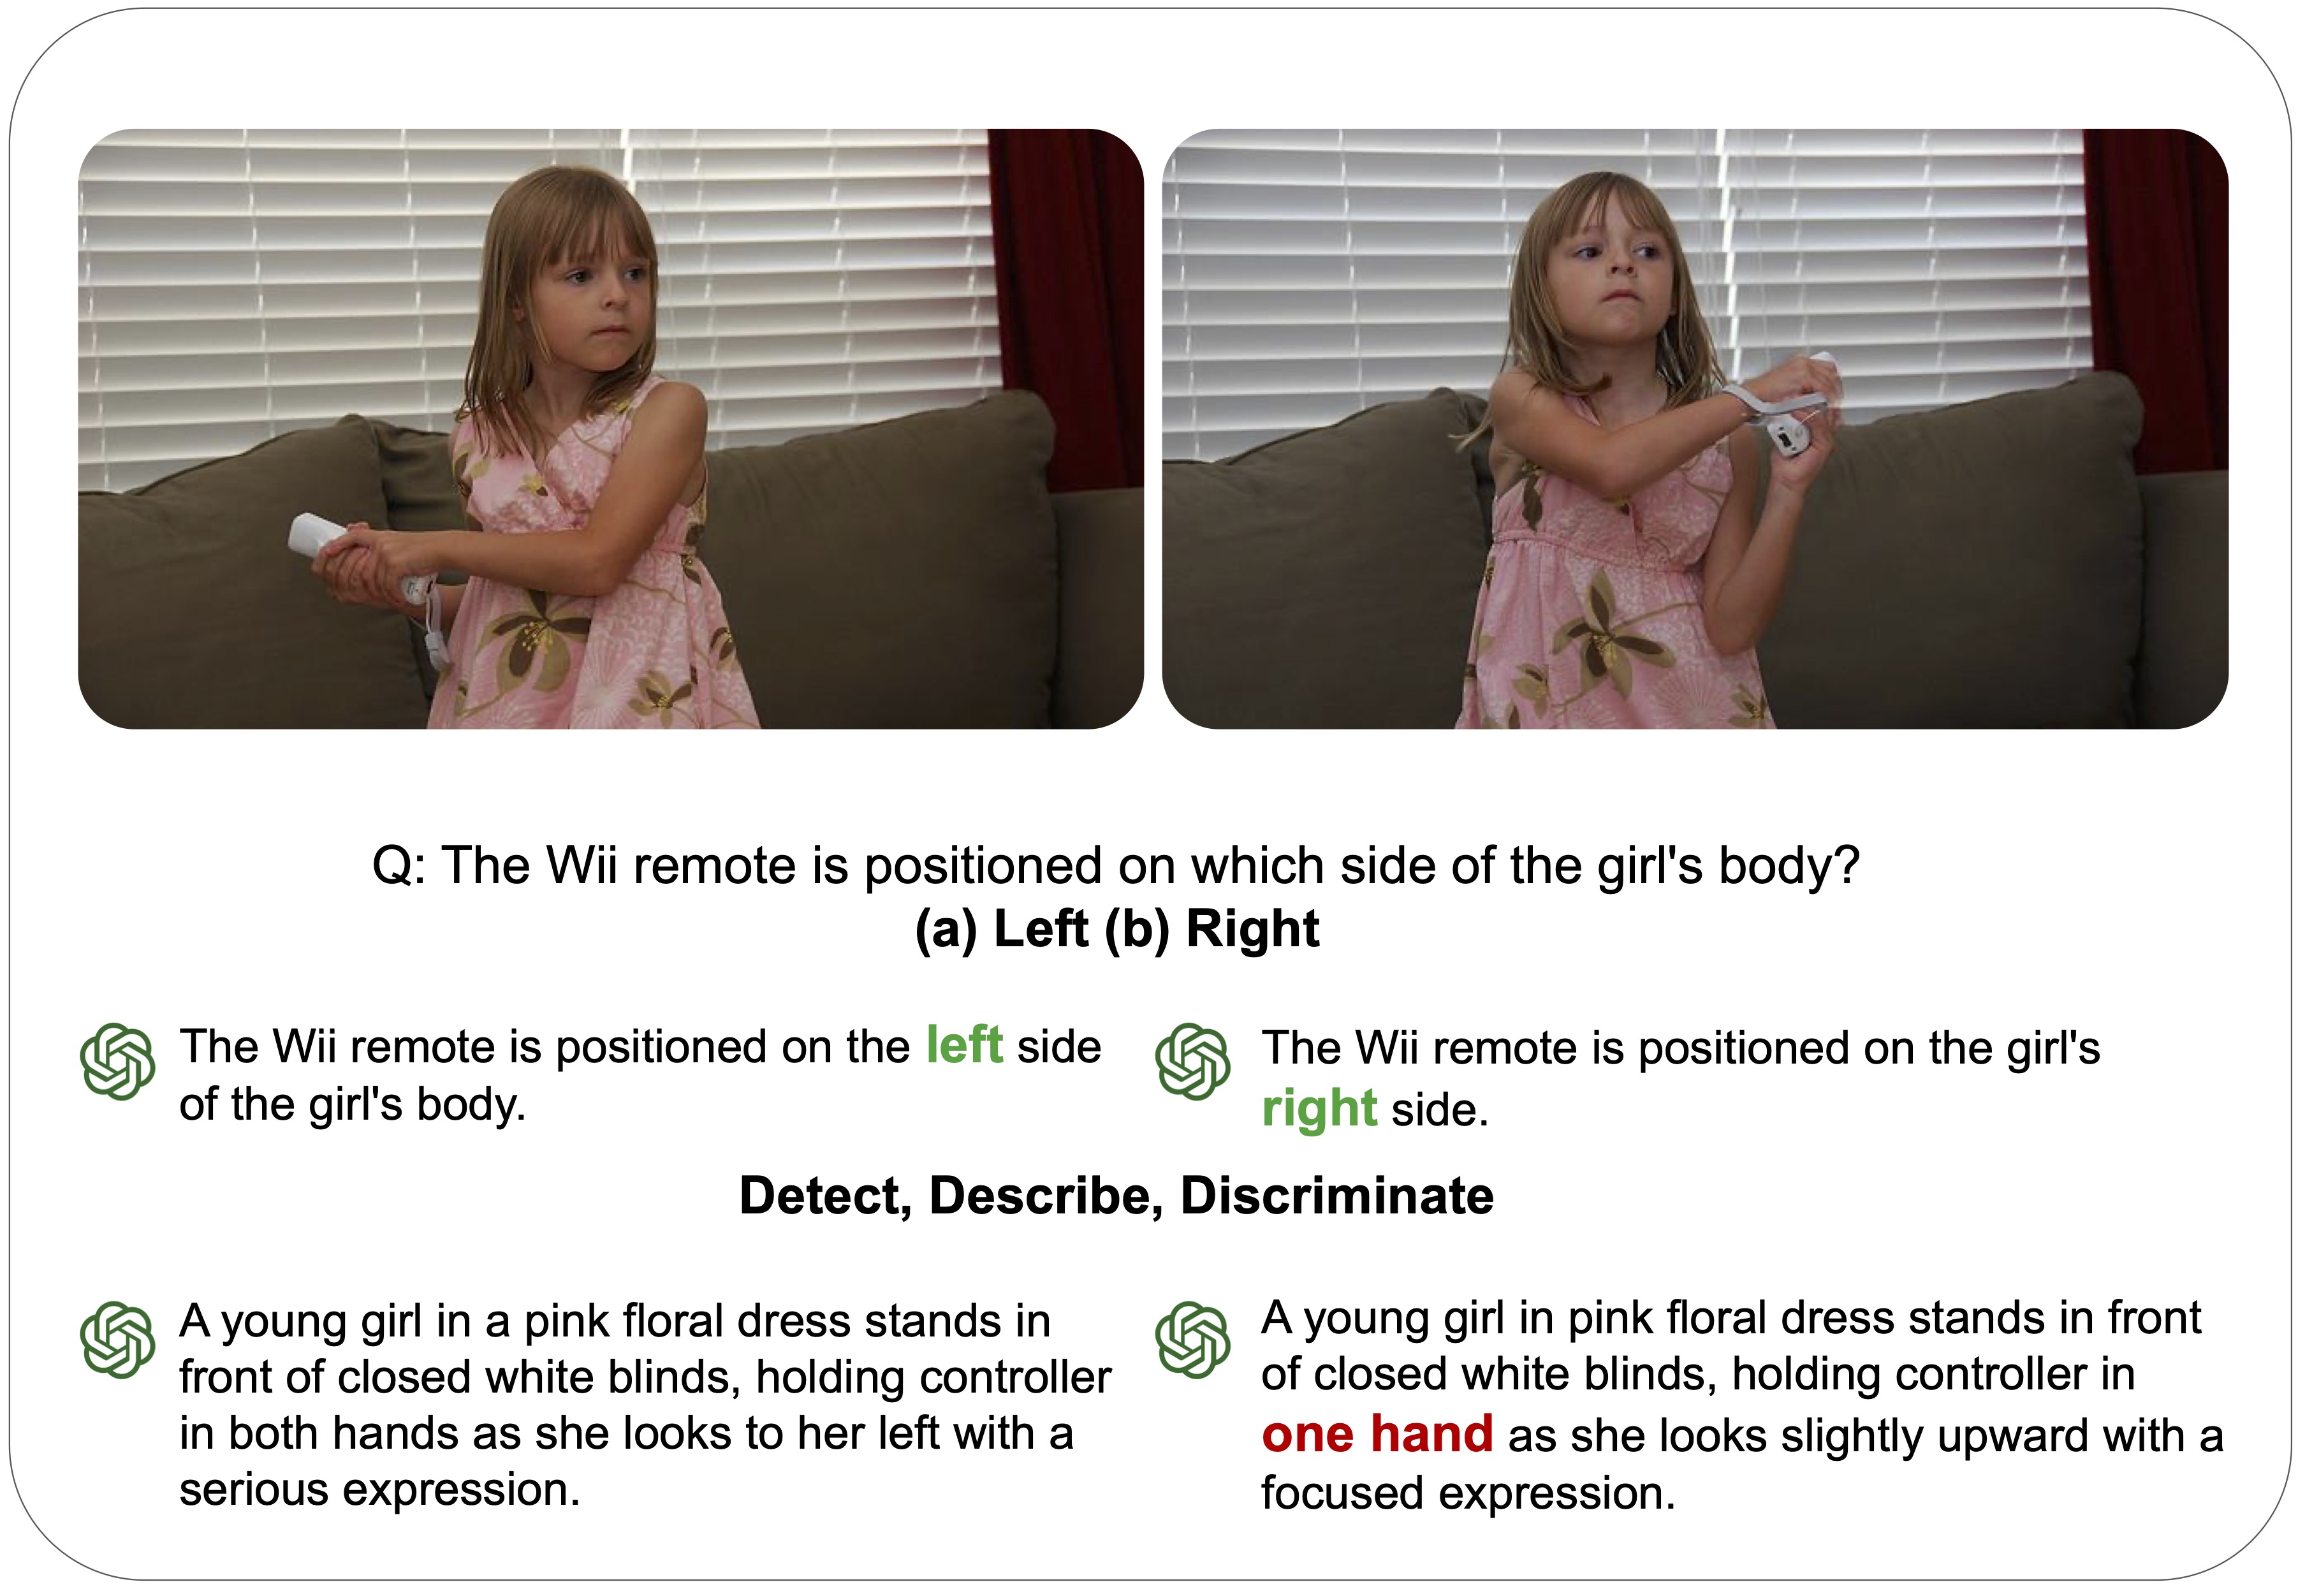 Q: The Wii remote is positioned on which side of the girl's body?
(a) Left (b) Right
The Wii remote is positioned on the left side
of the girl's body.
The Wii remote is positioned on the girl's
right side.
Detect, Describe, Discriminate
A young girl in a pink floral dress stands in
front of closed white blinds, holding controller
in both hands as she looks to her left with a
serious expression.
A young girl in pink floral dress stands in front
of closed white blinds, holding controller in
one hand as she looks slightly upward with a
focused expression.